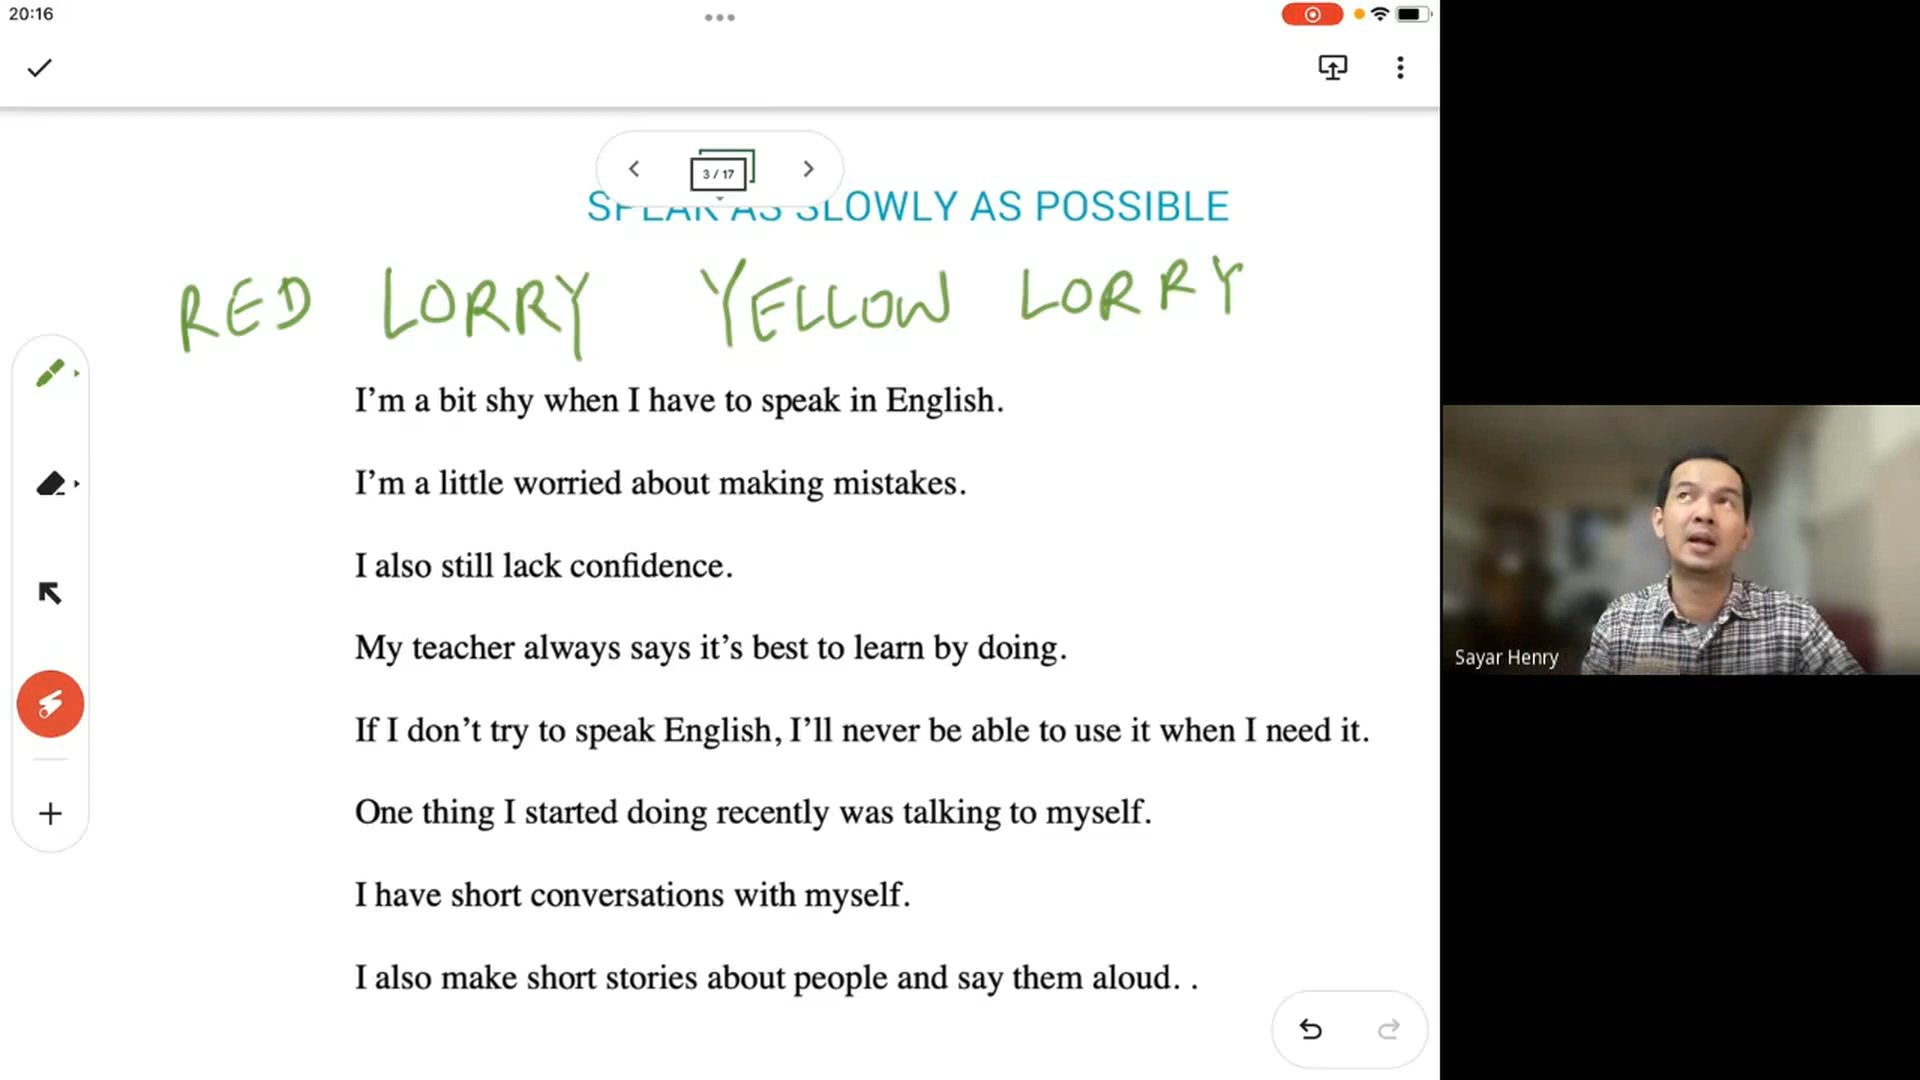 20:16
3 / 17
SPEAK AS SLOWLY AS POSSIBLE
RED LORRY YELLOW LORRY
I'm a bit shy when I have to speak in English.
I'm a little worried about making mistakes.
I also still lack confidence.
My teacher always says it's best to learn by doing.
If I don't try to speak English, I'll never be able to use it when I need it.
One thing I started doing recently was talking to myself.
I have short conversations with myself.
I also make short stories about people and say them aloud. .
Sayar Henry